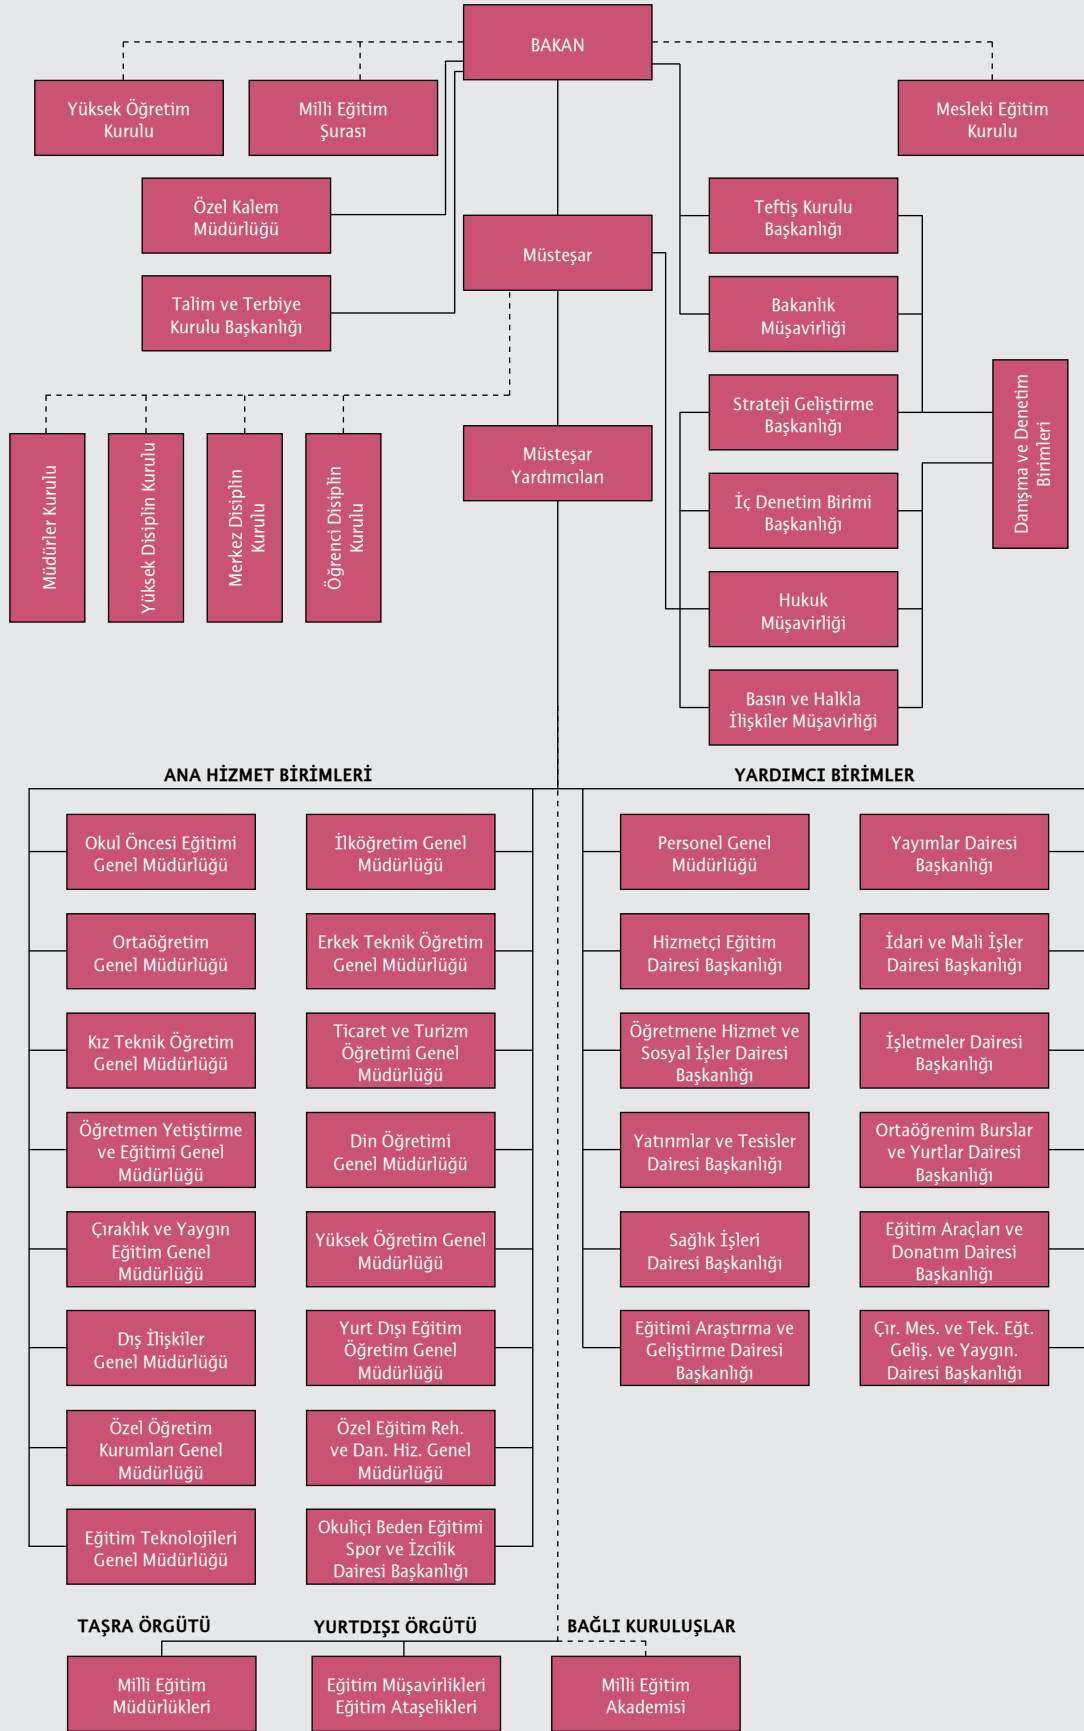 BAKAN
Yüksek Öğretim
Kurulu
Milli Eğitim
Şurası
Mesleki Eğitim
Kurulu
Özel Kalem
Müdürlüğü
Teftiş Kurulu
Başkanlığı
Müsteşar
Talim ve Terbiye
Kurulu Başkanlığı
Bakanlık
Müşavirliği
Strateji Geliştirme
Başkanlığı
Danışma ve Denetim
Birimleri
Müdürler Kurulu
Yüksek Disiplin Kurulu
Merkez Disiplin
Kurulu
Öğrenci Disiplin
Kurulu
Müsteşar
Yardımcıları
İç Denetim Birimi
Başkanlığı
Hukuk
Müşavirliği
Basın ve Halkla
İlişkiler Müşavirliği
ANA HİZMET BİRİMLERİ
YARDIMCI BİRİMLER
Okul Öncesi Eğitimi
Genel Müdürlüğü
İlköğretim Genel
Müdürlüğü
Personel Genel
Müdürlüğü
Yayımlar Dairesi
Başkanlığı
Ortaöğretim
Genel Müdürlüğü
Erkek Teknik Öğretim
Genel Müdürlüğü
Hizmetçi Eğitim
Dairesi Başkanlığı
İdari ve Mali İşler
Dairesi Başkanlığı
Kız Teknik Öğretim
Genel Müdürlüğü
Ticaret ve Turizm
Öğretimi Genel
Müdürlüğü
Öğretmene Hizmet ve
Sosyal İşler Dairesi
Başkanlığı
İşletmeler Dairesi
Başkanlığı
Öğretmen Yetiştirme
ve Eğitimi Genel
Müdürlüğü
Din Öğretimi
Genel Müdürlüğü
Yatırımlar ve Tesisler
Dairesi Başkanlığı
Ortaöğrenim Burslar
ve Yurtlar Dairesi
Başkanlığı
Çıraklık ve Yaygın
Eğitim Genel
Müdürlüğü
Yüksek Öğretim Genel
Müdürlüğü
Sağlık İşleri
Dairesi Başkanlığı
Eğitim Araçları ve
Donatım Dairesi
Başkanlığı
Dış İlişkiler
Genel Müdürlüğü
Yurt Dışı Eğitim
Öğretim Genel
Müdürlüğü
Eğitimi Araştırma ve
Geliştirme Dairesi
Başkanlığı
Çır. Mes. ve Tek. Eğt.
Geliş. ve Yaygın.
Dairesi Başkanlığı
Özel Öğretim
Kurumları Genel
Müdürlüğü
Özel Eğitim Reh.
ve Dan. Hiz. Genel
Müdürlüğü
Eğitim Teknolojileri
Genel Müdürlüğü
Okuliçi Beden Eğitimi
Spor ve İzcilik
Dairesi Başkanlığı
TAŞRA ÖRGÜTÜ
YURTDIŞI ÖRGÜTÜ
BAĞLI KURULUŞLAR
Milli Eğitim
Müdürlükleri
Eğitim Müşavirlikleri
Eğitim Ataşelikleri
Milli Eğitim
Akademisi